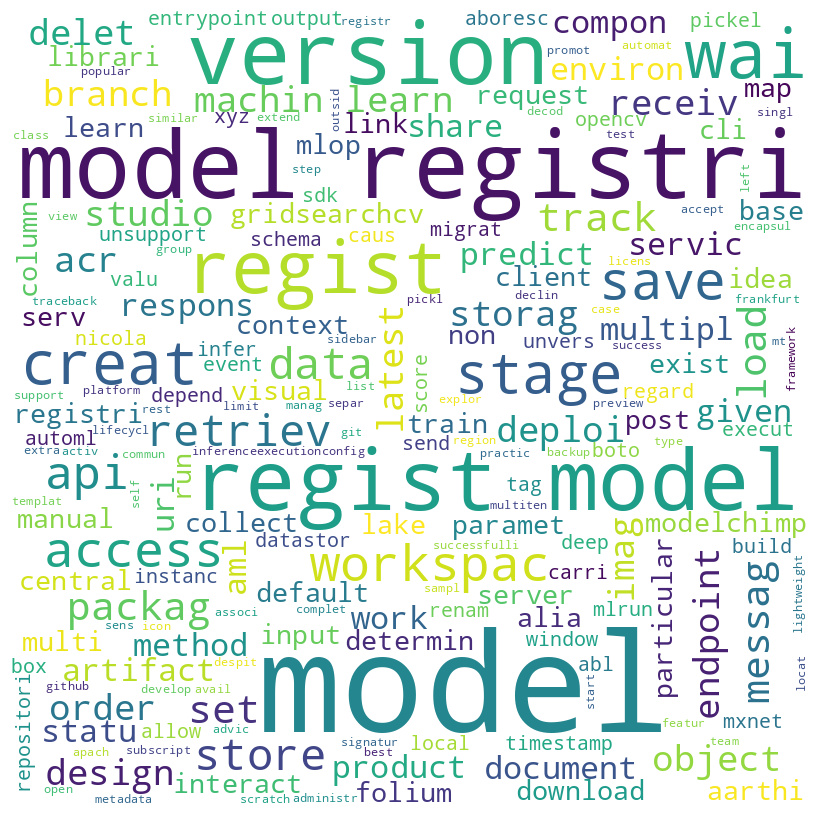 delet
entrypoint output registr
aboresc
compon
pickel
librari
popular
version
promot
automat
wai
branch
machin learn
environ
request
receiv
map
class
learn
similar
xyz
extend
outsid
link
share
decod
opencv
test
cli
singl
mlop
model registri
step
left
sdk
column
view
studio
gridsearchcv
migrat
track
accept
base
encapsul
unsupport
group
schema
caus
predict
servic
acr
valu
regist
client
licens
save
idea
traceback
respons
pickl
declin
storag
case
frankfurt
serv
nicola
context
latest
non
unvers
multipl
success
mt
framework
infer
sidebar
creat
event
data
score
stage
exist
load
support
platform
depend
visual
list
explor
preview
regard
registri
rest
limit
manag
separ
train
deploi
post
given
automl
lifecycl
retriev
git
send
region
practic
backup
boto
type
execut
extra
activ
commun
inferenceexecutionconfig
api
uri
run
regist model
tag
multiten
templat
self
manual
collect
lake
paramet
imag
modelchimp
access
aml
datastor
successfulli
deep
particular
endpoint
build
messag
lightweight
central
instanc
workspac
carri
default
sampl
server
packag
associ
complet
work
renam
alia
mlrun
multi
sens
icon
despit
method
input
determin
window
box
model
abl
locat
artifact
github
develop
avail
start
repositori
order
set
featur
mxnet
statu
allow
advic
signatur
local
timestamp
team
apach
subscript
store
best
object
design
product
document
open
interact
folium
download
aarthi
metadata
scratch
administr